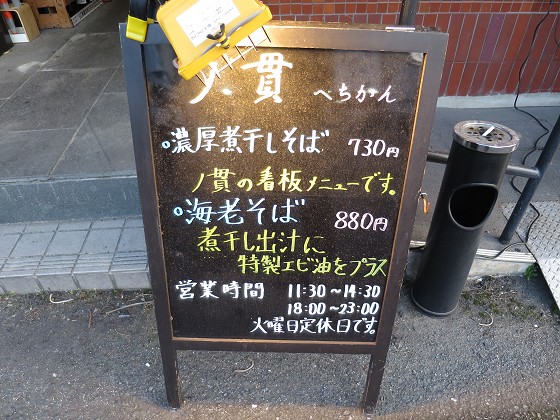 丿貫 へちかん
濃厚煮干しそば 730円
丿貫の看板メニューです。
海老そば 880円
煮干し出汁に
特製エビ油をプラス
営業時間 11:30~14:30
18:00~23:00
火曜日定休日です。